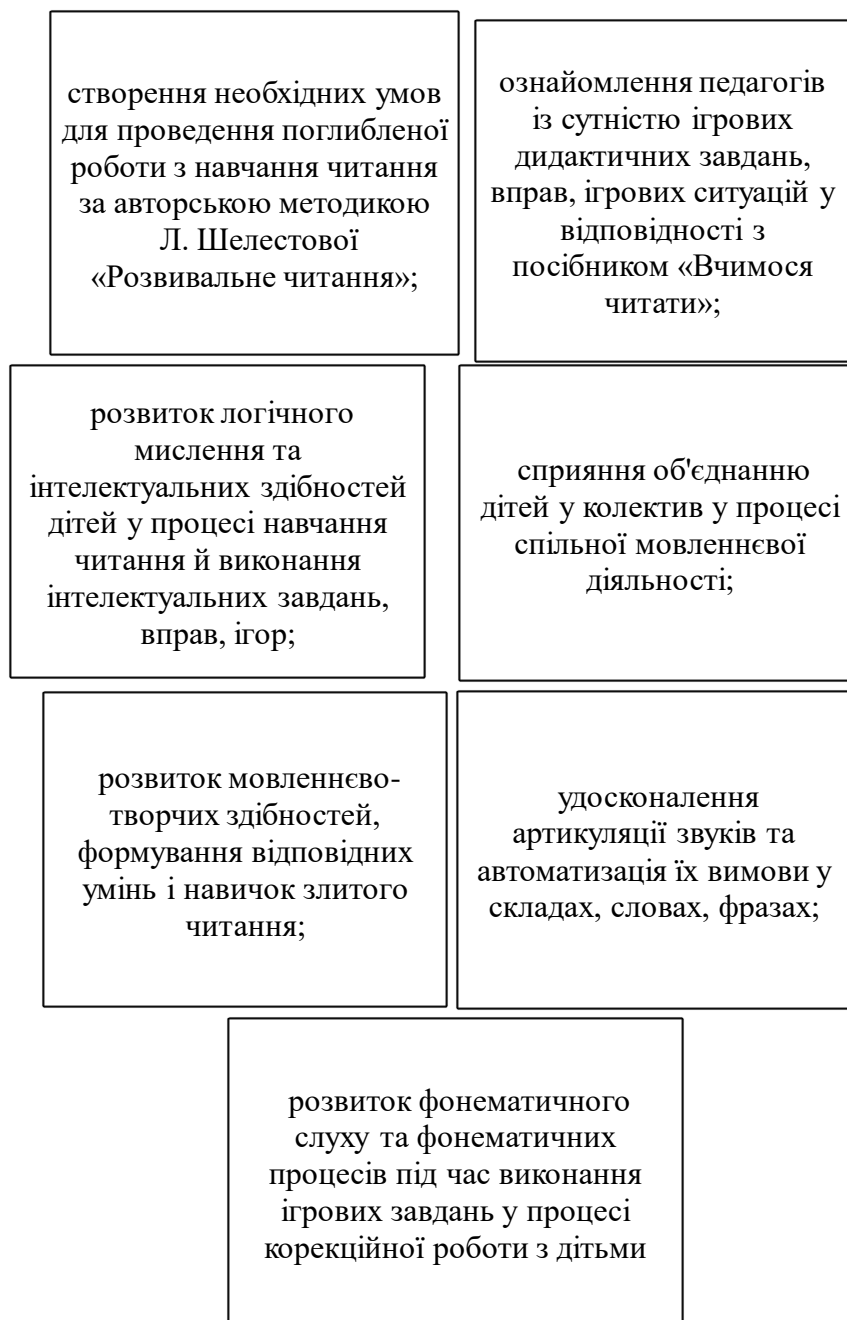 створення необхідних умов
для проведення поглибленої
роботи з навчання читання
за авторською методикою
Л. Шелестової
«Розвивальне читання»;
ознайомлення педагогів
із сутністю ігрових
дидактичних завдань,
вправ, ігрових ситуацій у
відповідності з
посібником «Вчимося
читати»;
розвиток логічного
мислення та
інтелектуальних здібностей
дітей у процесі навчання
читання й виконання
інтелектуальних завдань,
вправ, ігор;
сприяння об'єднанню
дітей у колектив у процесі
спільної мовленнєвої
діяльності;
розвиток мовленнєво-
творчих здібностей,
формування відповідних
умінь і навичок злитого
читання;
удосконалення
артикуляції звуків та
автоматизація їх вимови у
складах, словах, фразах;
розвиток фонематичного
слуху та фонематичних
процесів під час виконання
ігрових завдань у процесі
корекційної роботи з дітьми